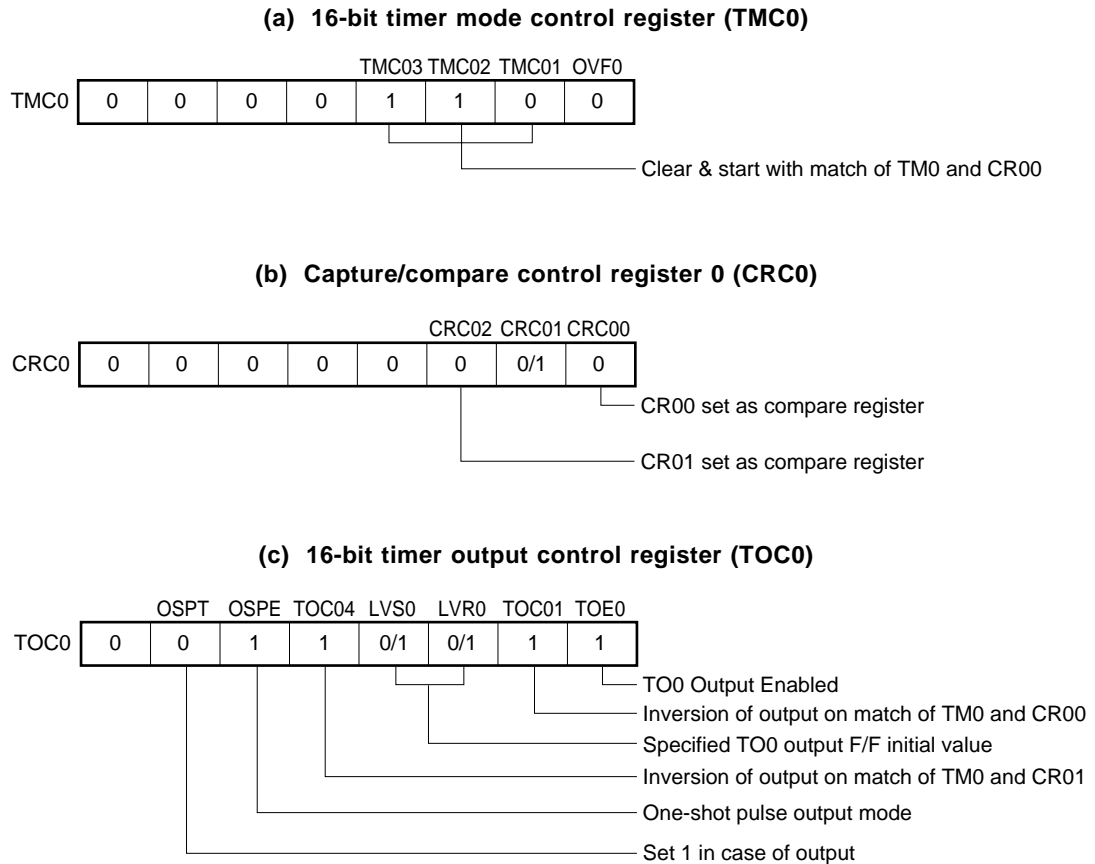 (a) 16-bit timer mode control register (TMC0)
TMC03 TMC02 TMC01 OVF0
TMC0 0 0 0 0 1 1 0 0
Clear & start with match of TM0 and CR00
(b) Capture/compare control register 0 (CRC0)
CRC02 CRC01 CRC00
CRC0 0 0 0 0 0 0 0/1 0
CR00 set as compare register
CR01 set as compare register
(c) 16-bit timer output control register (TOC0)
OSPT OSPE TOC04 LVS0 LVR0 TOC01 TOE0
TOC0 0 0 1 1 0/1 0/1 1 1
TO0 Output Enabled
Inversion of output on match of TM0 and CR00
Specified TO0 output F/F initial value
Inversion of output on match of TM0 and CR01
One-shot pulse output mode
Set 1 in case of output